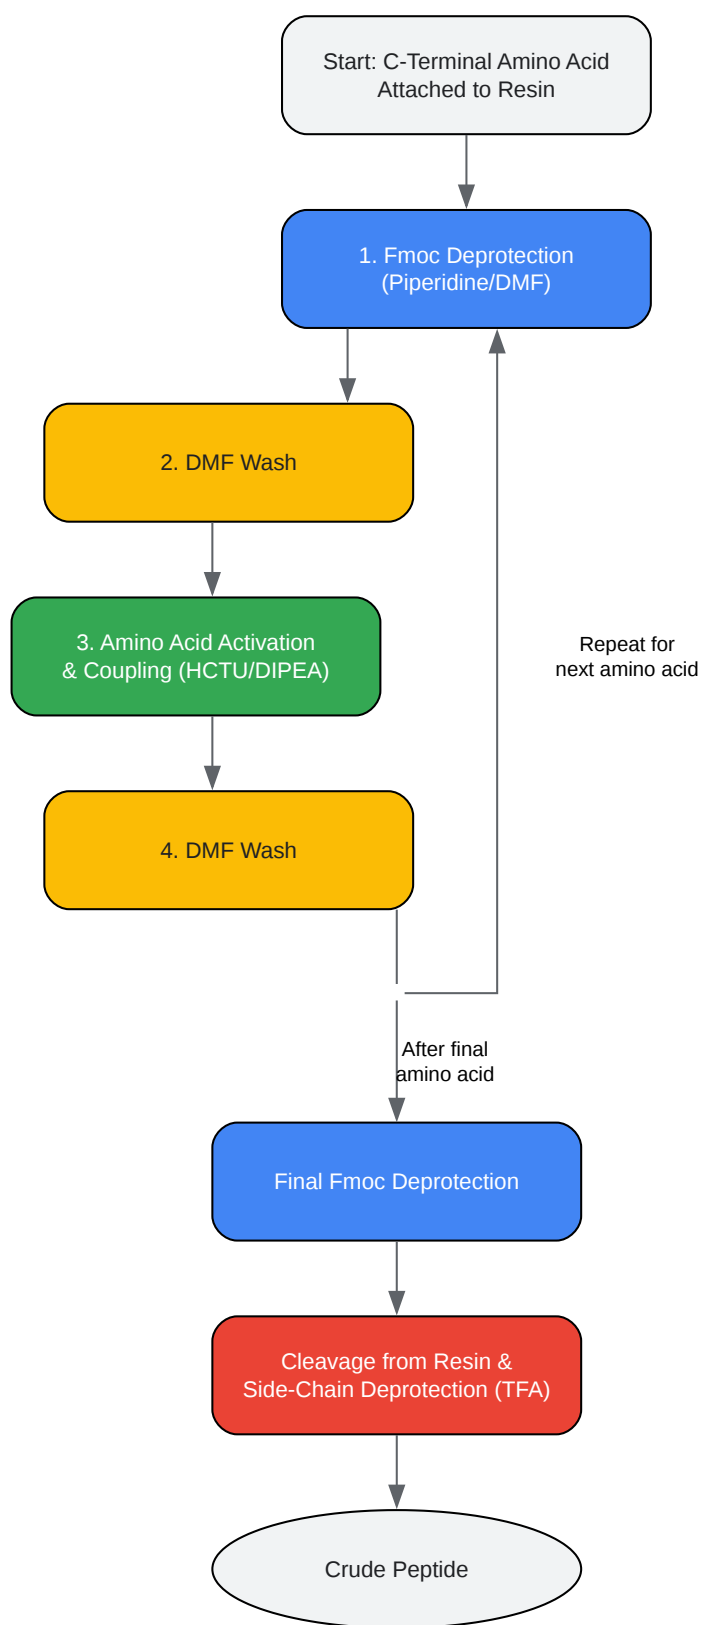 Start: C-Terminal Amino Acid
Attached to Resin
1. Fmoc Deprotection
(Piperidine/DMF)
2. DMF Wash
3. Amino Acid Activation
& Coupling (HCTU/DIPEA)
Repeat for
next amino acid
4. DMF Wash
After final
amino acid
Final Fmoc Deprotection
Cleavage from Resin &
Side-Chain Deprotection (TFA)
Crude Peptide